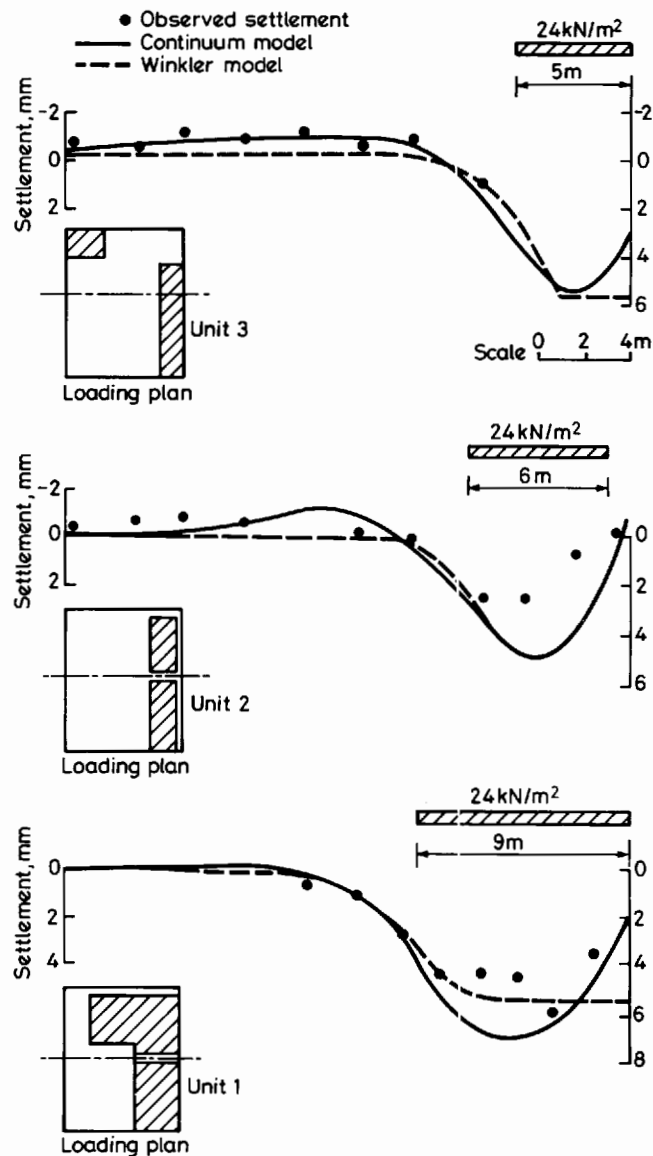 Observed settlement
Continuum model
Winkler model
24kN/m²
5m
Settlement, mm
-2
0
2
-2
0
2
4
6
Unit 3
Loading plan
Scale 0 2 4m
24kN/m²
6m
Settlement, mm
-2
0
2
0
2
4
6
Unit 2
Loading plan
24kN/m²
9m
Settlement, mm
0
2
4
0
2
4
6
8
Unit 1
Loading plan